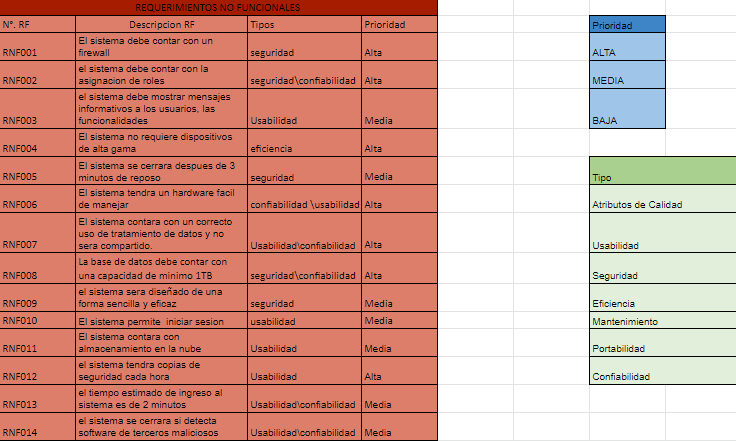 REQUERIMIENTOS NO FUNCIONALES
N°. RF Descripcion RF Tipos Prioridad
RNF001 El sistema debe contar con un
firewall seguridad Alta
RNF002 el sistema debe contar con la
asignacion de roles seguridad\confiabilidad Alta
RNF003 el sistema debe mostrar mensajes
informativos a los usuarios, las
funcionalidades Usabilidad Media
RNF004 El sistema no requiere dispositivos
de alta gama eficiencia Alta
RNF005 El sistema se cerrara despues de 3
minutos de reposo seguridad Media
RNF006 El sistema tendra un hardware facil
de manejar confiabilidad \usabilidad Alta
RNF007 El sistema contara con un correcto
uso de tratamiento de datos y no
sera compartido. Usabilidad\confiabilidad Alta
RNF008 La base de datos debe contar con
una capacidad de minimo 1TB seguridad\confiabilidad Alta
RNF009 el sistema sera diseñado de una
forma sencilla y eficaz seguridad Media
RNF010 El sistema permite iniciar sesion usabilidad Media
RNF011 El sistema contara con
almacenamiento en la nube Usabilidad Media
RNF012 el sistema tendra copias de
seguridad cada hora Usabilidad Alta
RNF013 el tiempo estimado de ingreso al
sistema es de 2 minutos Usabilidad\confiabilidad Media
RNF014 el sistema se cerrara si detecta
software de terceros maliciosos Usabilidad\confiabilidad Media
Prioridad
ALTA
MEDIA
BAJA
Tipo
Atributos de Calidad
Usabilidad
Seguridad
Eficiencia
Mantenimiento
Portabilidad
Confiabilidad